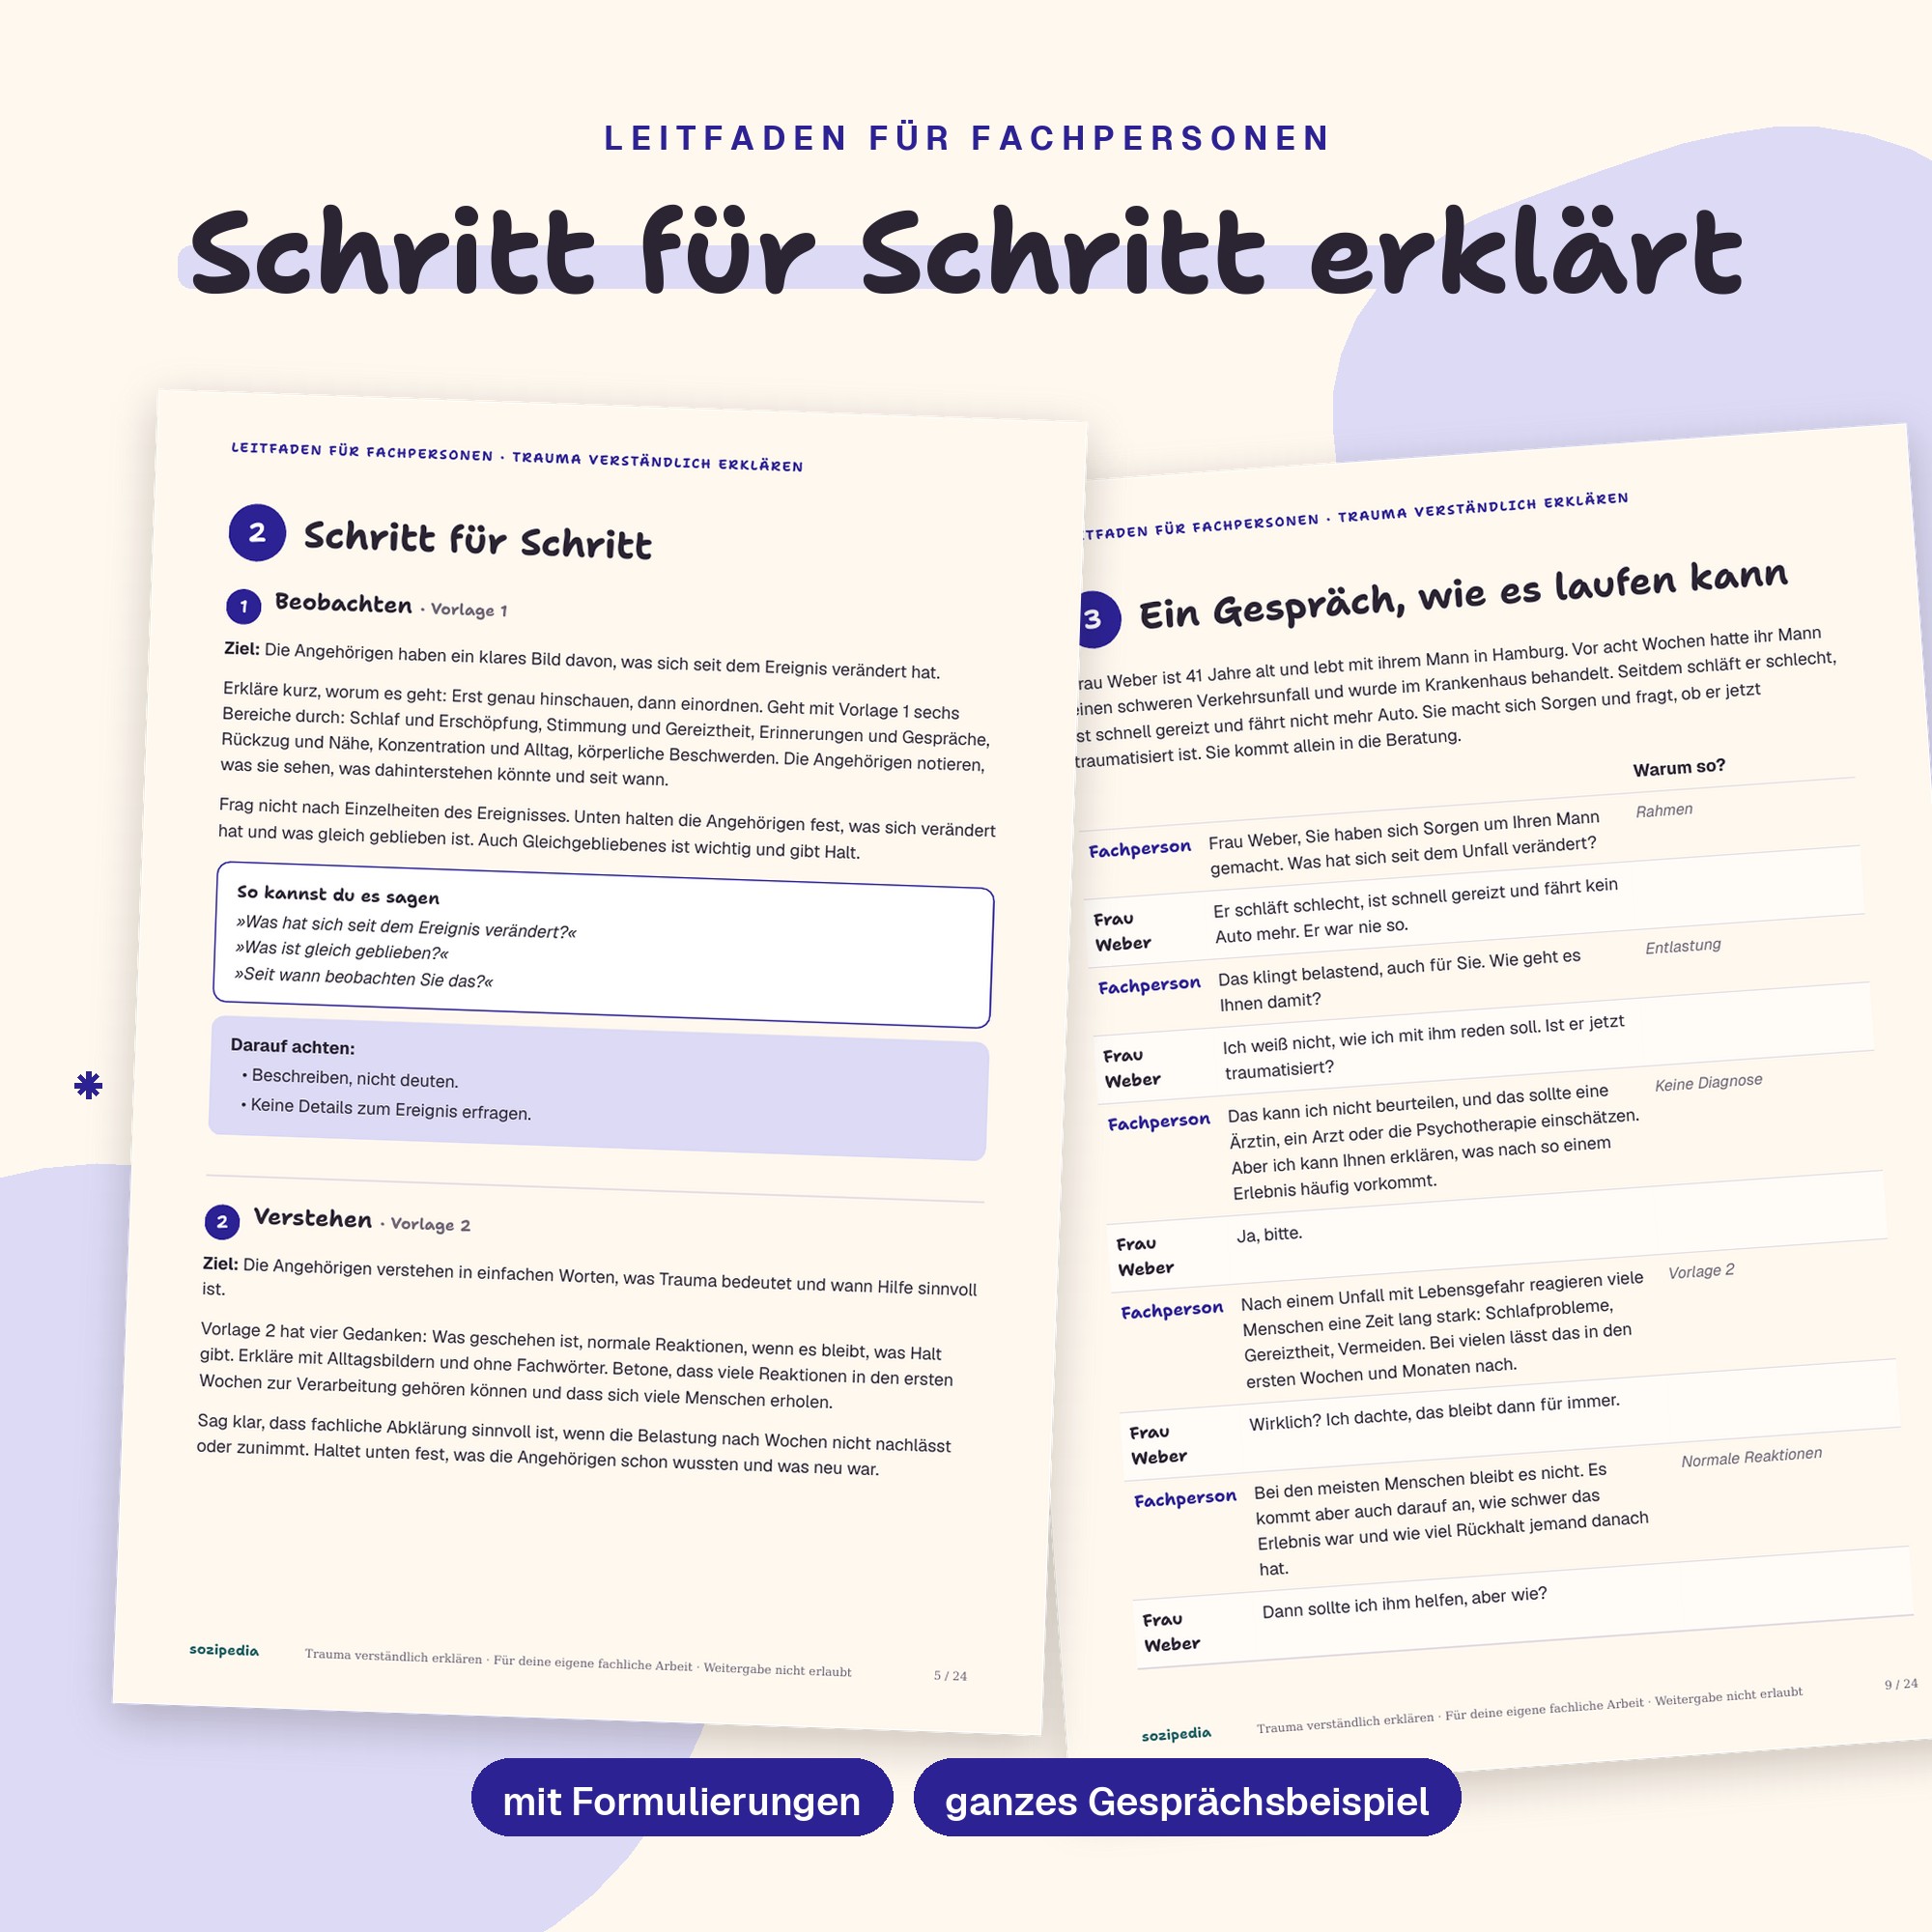 LEITFADEN FÜR FACHPERSONEN
Schritt für Schritt erklärt
LEITFADEN FÜR FACHPERSONEN · TRAUMA VERSTÄNDLICH ERKLÄREN
2 Schritt für Schritt
1 Beobachten · Vorlage 1
Ziel: Die Angehörigen haben ein klares Bild davon, was sich seit dem Ereignis verändert hat.
Erkläre kurz, worum es geht: Erst genau hinschauen, dann einordnen. Geht mit Vorlage 1 sechs
Bereiche durch: Schlaf und Erschöpfung, Stimmung und Gereiztheit, Erinnerungen und Gespräche,
Rückzug und Nähe, Konzentration und Alltag, körperliche Beschwerden. Die Angehörigen notieren,
was sie sehen, was dahinterstehen könnte und seit wann.
Frag nicht nach Einzelheiten des Ereignisses. Unten halten die Angehörigen fest, was sich verändert
hat und was gleich geblieben ist. Auch Gleichgebliebenes ist wichtig und gibt Halt.
So kannst du es sagen
»Was hat sich seit dem Ereignis verändert?«
»Was ist gleich geblieben?«
»Seit wann beobachten Sie das?«
Darauf achten:
• Beschreiben, nicht deuten.
• Keine Details zum Ereignis erfragen.
2 Verstehen · Vorlage 2
Ziel: Die Angehörigen verstehen in einfachen Worten, was Trauma bedeutet und wann Hilfe sinnvoll
ist.
Vorlage 2 hat vier Gedanken: Was geschehen ist, normale Reaktionen, wenn es bleibt, was Halt
gibt. Erkläre mit Alltagsbildern und ohne Fachwörter. Betone, dass viele Reaktionen in den ersten
Wochen zur Verarbeitung gehören können und dass sich viele Menschen erholen.
Sag klar, dass fachliche Abklärung sinnvoll ist, wenn die Belastung nach Wochen nicht nachlässt
oder zunimmt. Haltet unten fest, was die Angehörigen schon wussten und was neu war.
sozipedia Trauma verständlich erklären · Für deine eigene fachliche Arbeit · Weitergabe nicht erlaubt 5 / 24
TFADEN FÜR FACHPERSONEN · TRAUMA VERSTÄNDLICH ERKLÄREN
3 Ein Gespräch, wie es laufen kann
rau Weber ist 41 Jahre alt und lebt mit ihrem Mann in Hamburg. Vor acht Wochen hatte ihr Mann
einen schweren Verkehrsunfall und wurde im Krankenhaus behandelt. Seitdem schläft er schlecht,
st schnell gereizt und fährt nicht mehr Auto. Sie macht sich Sorgen und fragt, ob er jetzt
traumatisiert ist. Sie kommt allein in die Beratung.
Warum so?
Fachperson Frau Weber, Sie haben sich Sorgen um Ihren Mann Rahmen
gemacht. Was hat sich seit dem Unfall verändert?
Frau Er schläft schlecht, ist schnell gereizt und fährt kein
Weber Auto mehr. Er war nie so.
Fachperson Das klingt belastend, auch für Sie. Wie geht es Entlastung
Ihnen damit?
Frau Ich weiß nicht, wie ich mit ihm reden soll. Ist er jetzt
Weber traumatisiert?
Fachperson Das kann ich nicht beurteilen, und das sollte eine Keine Diagnose
Ärztin, ein Arzt oder die Psychotherapie einschätzen.
Aber ich kann Ihnen erklären, was nach so einem
Erlebnis häufig vorkommt.
Frau Ja, bitte.
Weber
Fachperson Nach einem Unfall mit Lebensgefahr reagieren viele Vorlage 2
Menschen eine Zeit lang stark: Schlafprobleme,
Gereiztheit, Vermeiden. Bei vielen lässt das in den
ersten Wochen und Monaten nach.
Frau Wirklich? Ich dachte, das bleibt dann für immer.
Weber
Fachperson Bei den meisten Menschen bleibt es nicht. Es Normale Reaktionen
kommt aber auch darauf an, wie schwer das
Erlebnis war und wie viel Rückhalt jemand danach
hat.
Frau Dann sollte ich ihm helfen, aber wie?
Weber
sozipedia Trauma verständlich erklären · Für deine eigene fachliche Arbeit · Weitergabe nicht erlaubt 9 / 24
mit Formulierungen
ganzes Gesprächsbeispiel